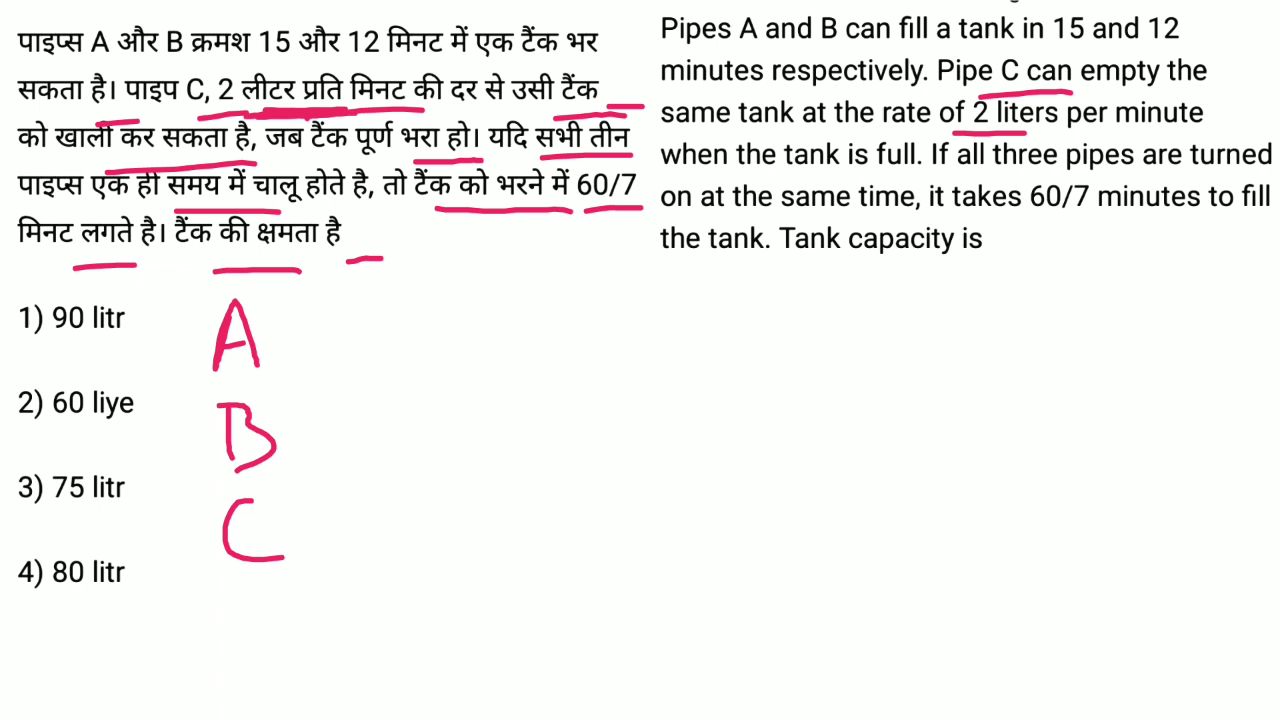 पाइप्स A और B क्रमश 15 और 12 मिनट में एक टैंक भर
सकता है। पाइप C, 2 लीटर प्रति मिनट की दर से उसी टैंक
को खाली कर सकता है, जब टैंक पूर्ण भरा हो। यदि सभी तीन
पाइप्स एक ही समय में चालू होते है, तो टैंक को भरने में 60/7
मिनट लगते है। टैंक की क्षमता है
1) 90 litr
2) 60 liye
3) 75 litr
4) 80 litr
A
B
C
Pipes A and B can fill a tank in 15 and 12
minutes respectively. Pipe C can empty the
same tank at the rate of 2 liters per minute
when the tank is full. If all three pipes are turned
on at the same time, it takes 60/7 minutes to fill
the tank. Tank capacity is